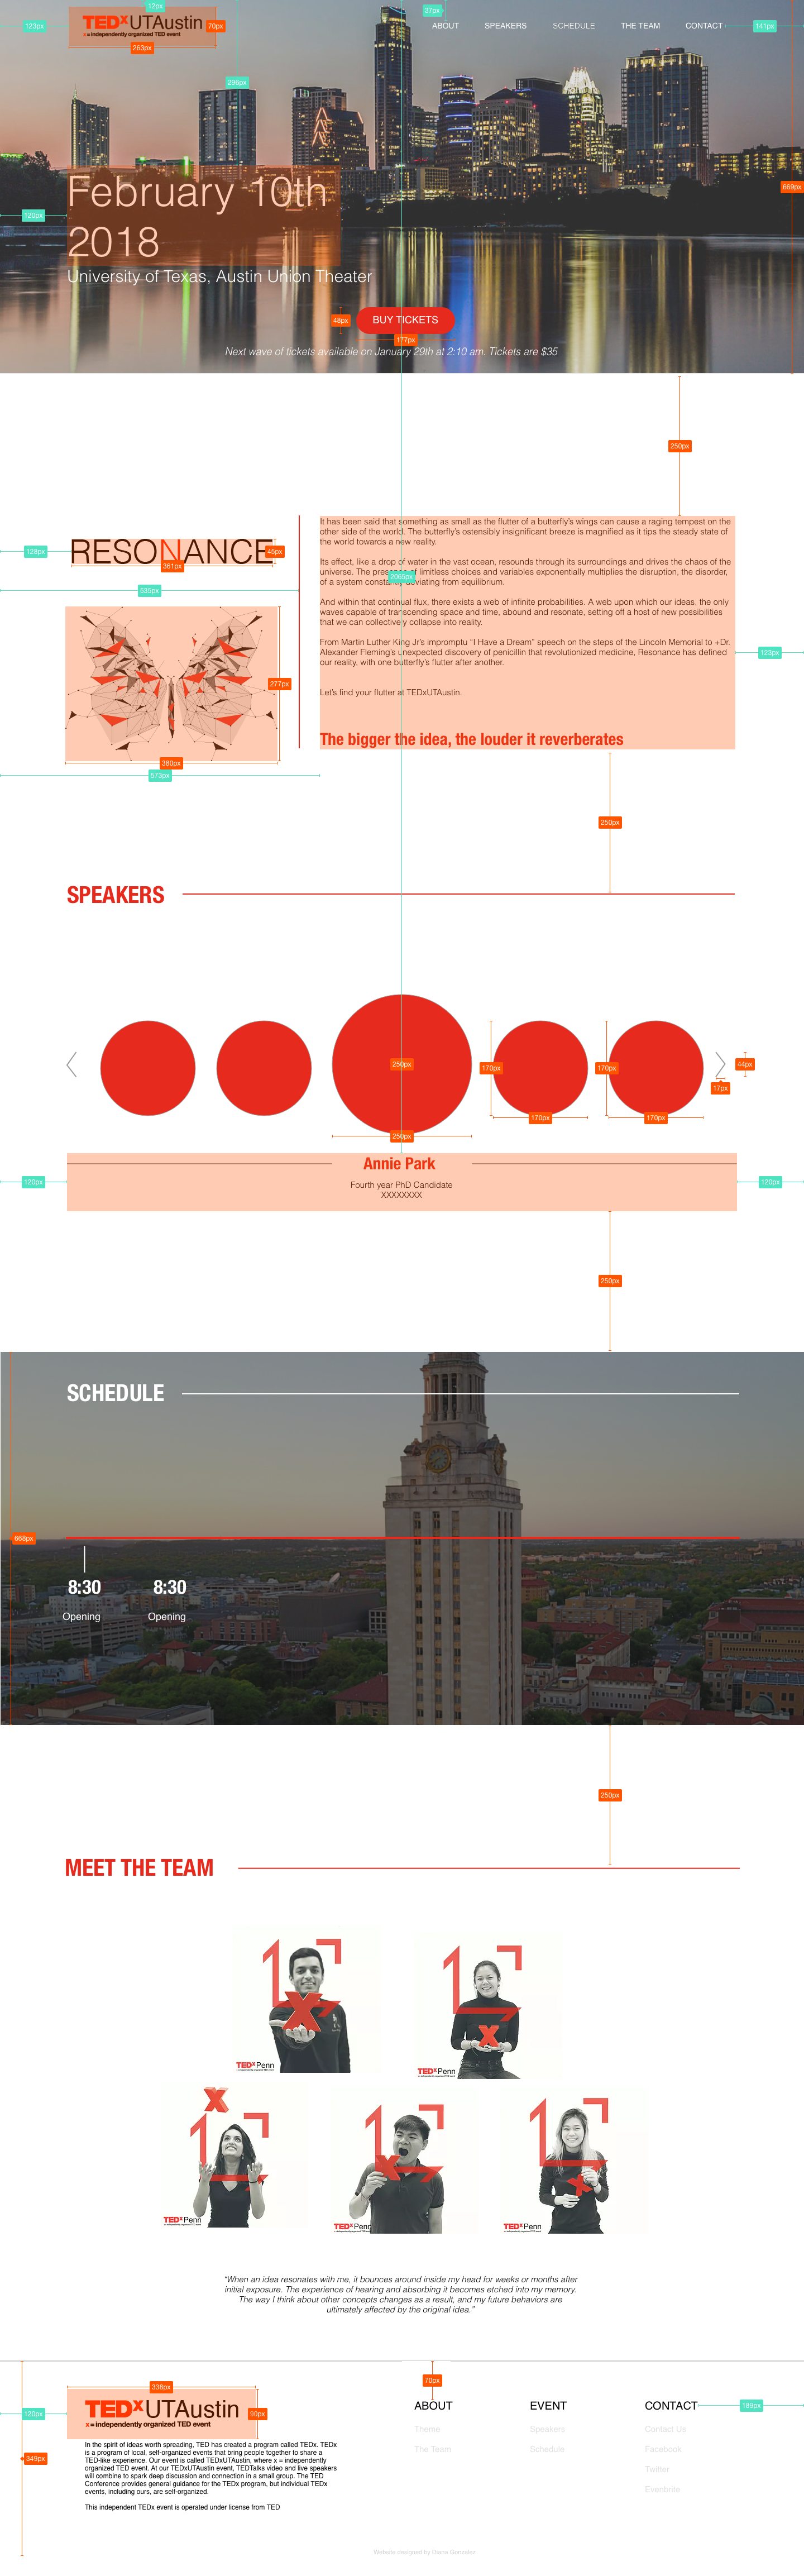 12px
37px
TEDxUTAustin
x = independently organized TED event
123px
70px
263px
ABOUT
SPEAKERS
SCHEDULE
THE TEAM
CONTACT
141px
296px
669px
February 10th
2018
120px
University of Texas, Austin Union Theater
48px
BUY TICKETS
177px
Next wave of tickets available on January 29th at 2:10 am. Tickets are $35
250px
RESONANCE
128px
45px
361px
535px
277px
380px
573px
It has been said that something as small as the flutter of a butterfly's wings can cause a raging tempest on the
other side of the world. The butterfly's ostensibly insignificant breeze is magnified as it tips the steady state of
the world towards a new reality.
Its effect, like a drop of water in the vast ocean, resounds through its surroundings and drives the chaos of the
universe. The presence of limitless choices and variables exponentially multiplies the disruption, the disorder,
of a system constantly deviating from equilibrium.
2065px
And within that continual flux, there exists a web of infinite probabilities. A web upon which our ideas, the only
waves capable of transcending space and time, abound and resonate, setting off a host of new possibilities
that we can collectively collapse into reality.
From Martin Luther King Jr's impromptu “I Have a Dream” speech on the steps of the Lincoln Memorial to +Dr.
Alexander Fleming's unexpected discovery of penicillin that revolutionized medicine, Resonance has defined
our reality, with one butterfly's flutter after another.
123px
Let's find your flutter at TEDxUTAustin.
The bigger the idea, the louder it reverberates
250px
SPEAKERS
250px
170px
170px
44px
17px
250px
170px
170px
Annie Park
120px
120px
Fourth year PhD Candidate
XXXXXXXX
250px
SCHEDULE
668px
8:30
8:30
Opening
Opening
250px
MEET THE TEAM
TEDxPenn
TEDxPenn
TEDxPenn
TEDxPenn
TEDxPenn
“When an idea resonates with me, it bounces around inside my head for weeks or months after
initial exposure. The experience of hearing and absorbing it becomes etched into my memory.
The way I think about other concepts changes as a result, and my future behaviors are
ultimately affected by the original idea.”
338px
70px
TEDxUTAustin
x = independently organized TED event
120px
90px
349px
In the spirit of ideas worth spreading, TED has created a program called TEDx. TEDx
is a program of local, self-organized events that bring people together to share a
TED-like experience. Our event is called TEDxUTAustin, where x = independently
organized TED event. At our TEDxUTAustin event, TEDTalks video and live speakers
will combine to spark deep discussion and connection in a small group. The TED
Conference provides general guidance for the TEDx program, but individual TEDx
events, including ours, are self-organized.
This independent TEDx event is operated under license from TED
ABOUT
Theme
The Team
EVENT
Speakers
Schedule
CONTACT
189px
Contact Us
Facebook
Twitter
Eventbrite
Website designed by Diana Gonzalez